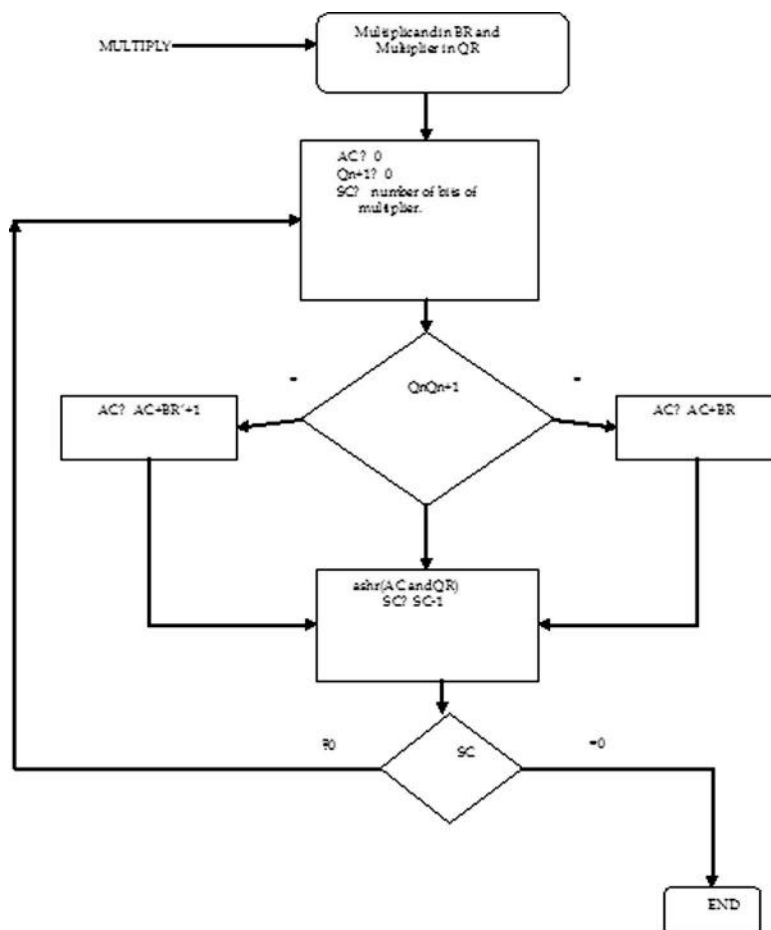 MULTIPLY
Multiplicand in BR and
Multiplier in QR
AC? 0
Qn+1? 0
SC? number of bits of
multiplier.
=
QnQn+1
=
AC? AC+BR'+1
AC? AC+BR
ashr(AC and QR)
SC? SC-1
?0
SC
=0
END